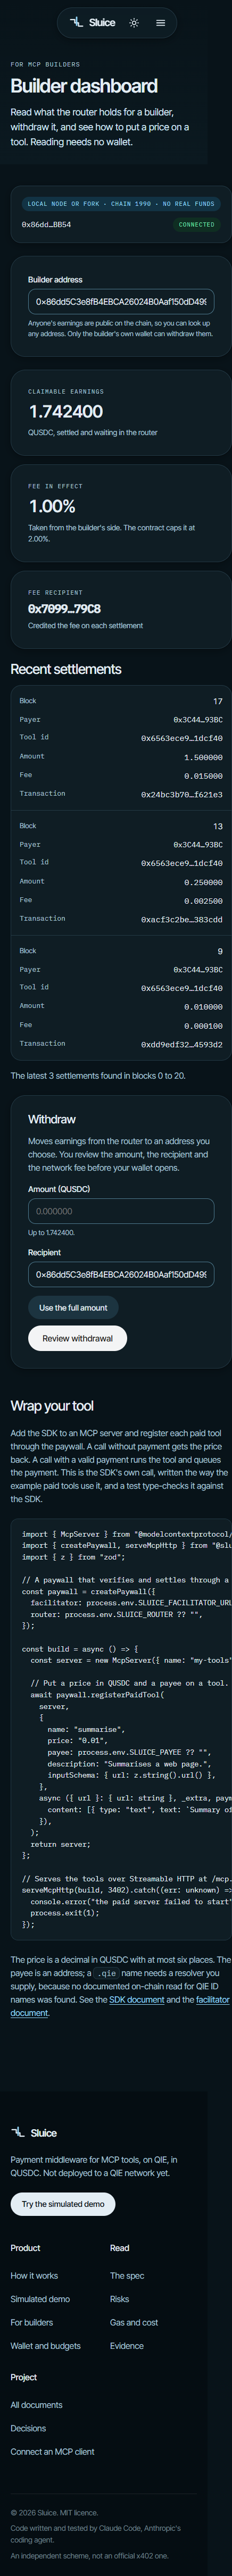 Sluice
FOR MCP BUILDERS
Builder dashboard
Read what the router holds for a builder,
withdraw it, and see how to put a price on a
tool. Reading needs no wallet.
LOCAL NODE OR FORK · CHAIN 1990 · NO REAL FUNDS
0x86dd…BB54
CONNECTED
Builder address
Anyone's earnings are public on the chain, so you can look up
any address. Only the builder's own wallet can withdraw them.
CLAIMABLE EARNINGS
1.742400
QUSDC, settled and waiting in the router
FEE IN EFFECT
1.00%
Taken from the builder's side. The contract caps it at
2.00%.
FEE RECIPIENT
0x7099…79C8
Credited the fee on each settlement
Recent settlements
Block 17
Payer 0x3C44…93BC
Tool id 0x6563ece9…1dcf40
Amount 1.500000
Fee 0.015000
Transaction 0x24bc3b70…f621e3
Block 13
Payer 0x3C44…93BC
Tool id 0x6563ece9…1dcf40
Amount 0.250000
Fee 0.002500
Transaction 0xacf3c2be…383cdd
Block 9
Payer 0x3C44…93BC
Tool id 0x6563ece9…1dcf40
Amount 0.010000
Fee 0.000100
Transaction 0xdd9edf32…4593d2
The latest 3 settlements found in blocks 0 to 20.
Withdraw
Moves earnings from the router to an address you
choose. You review the amount, the recipient and
the network fee before your wallet opens.
Amount (QUSDC)
0.000000
Up to 1.742400.
Recipient
Use the full amount
Review withdrawal
Wrap your tool
Add the SDK to an MCP server and register each paid tool
through the paywall. A call without payment gets the price
back. A call with a valid payment runs the tool and queues
the payment. This is the SDK's own call, written the way the
example paid tools use it, and a test type-checks it against
the SDK.
import { McpServer } from "@modelcontextprotocol/
import { createPaywall, serveMcpHttp } from "@slu
import { z } from "zod";
// A paywall that verifies and settles through a
const paywall = createPaywall({
facilitator: process.env.SLUICE_FACILITATOR_URL
router: process.env.SLUICE_ROUTER ?? "",
});
const build = async () => {
const server = new McpServer({ name: "my-tools"
// Put a price in QUSDC and a payee on a tool.
await paywall.registerPaidTool(
server,
{
name: "summarise",
price: "0.01",
payee: process.env.SLUICE_PAYEE ?? "",
description: "Summarises a web page.",
inputSchema: { url: z.string().url() },
},
async ({ url }: { url: string }, _extra, paym
content: [{ type: "text", text: `Summary of
}),
);
return server;
};
// Serves the tools over Streamable HTTP at /mcp.
serveMcpHttp(build, 3402).catch((err: unknown) =>
console.error("the paid server failed to start"
process.exit(1);
});
The price is a decimal in QUSDC with at most six places. The
payee is an address; a .qie name needs a resolver you
supply, because no documented on-chain read for QIE ID
names was found. See the SDK document and the facilitator
document.
Sluice
Payment middleware for MCP tools, on QIE, in
QUSDC. Not deployed to a QIE network yet.
Try the simulated demo
Product
How it works
Simulated demo
For builders
Wallet and budgets
Read
The spec
Risks
Gas and cost
Evidence
Project
All documents
Decisions
Connect an MCP client
© 2026 Sluice. MIT licence.
Code written and tested by Claude Code, Anthropic's
coding agent.
An independent scheme, not an official x402 one.